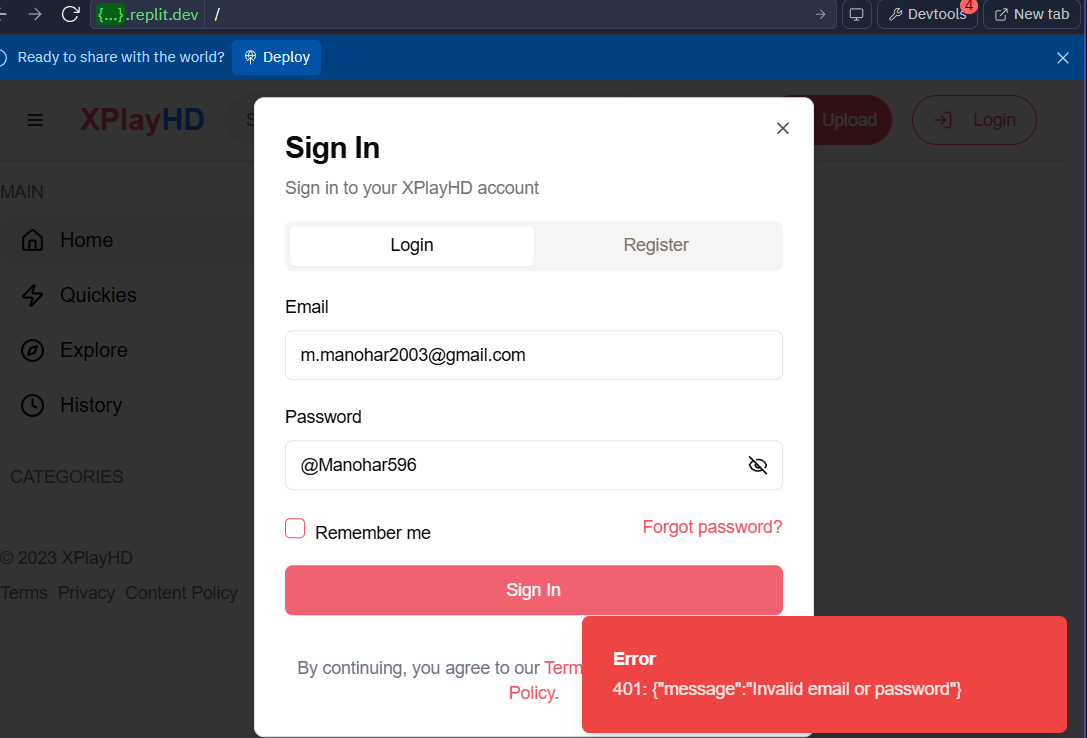 {...}.replit.dev /
Devtools 4
New tab
Ready to share with the world? Deploy
XPlayHD
S
Upload
Login
MAIN
Home
Quickies
Explore
History
CATEGORIES
© 2023 XPlayHD
Terms Privacy Content Policy
Sign In
Sign in to your XPlayHD account
Login Register
Email
m.manohar2003@gmail.com
Password
@Manohar596
Remember me Forgot password?
Sign In
By continuing, you agree to our Term
Policy.
Error
401: {"message":"Invalid email or password"}